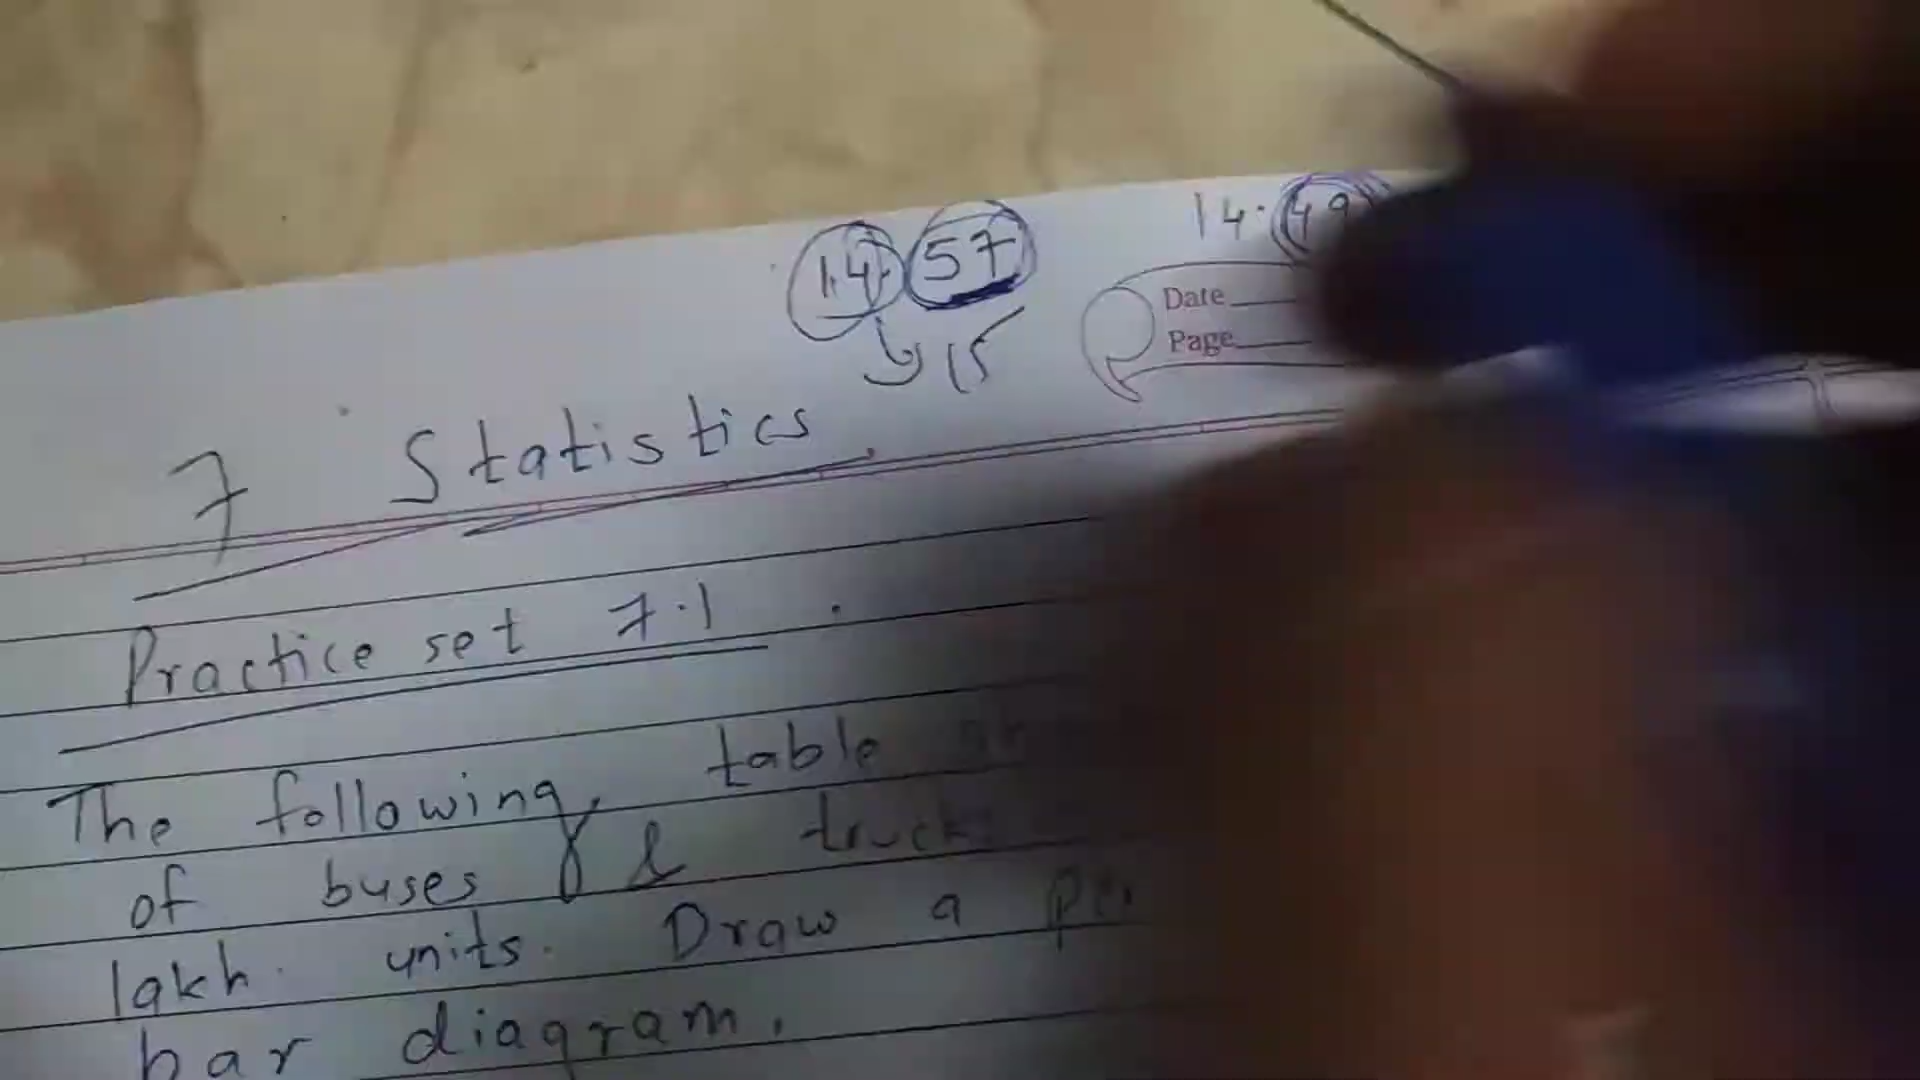 14.57 14.49
15
Date
Page
7 Statistics
Practice set 7.1
The following table
of buses & truck
lakh units. Draw a
bar diagram.